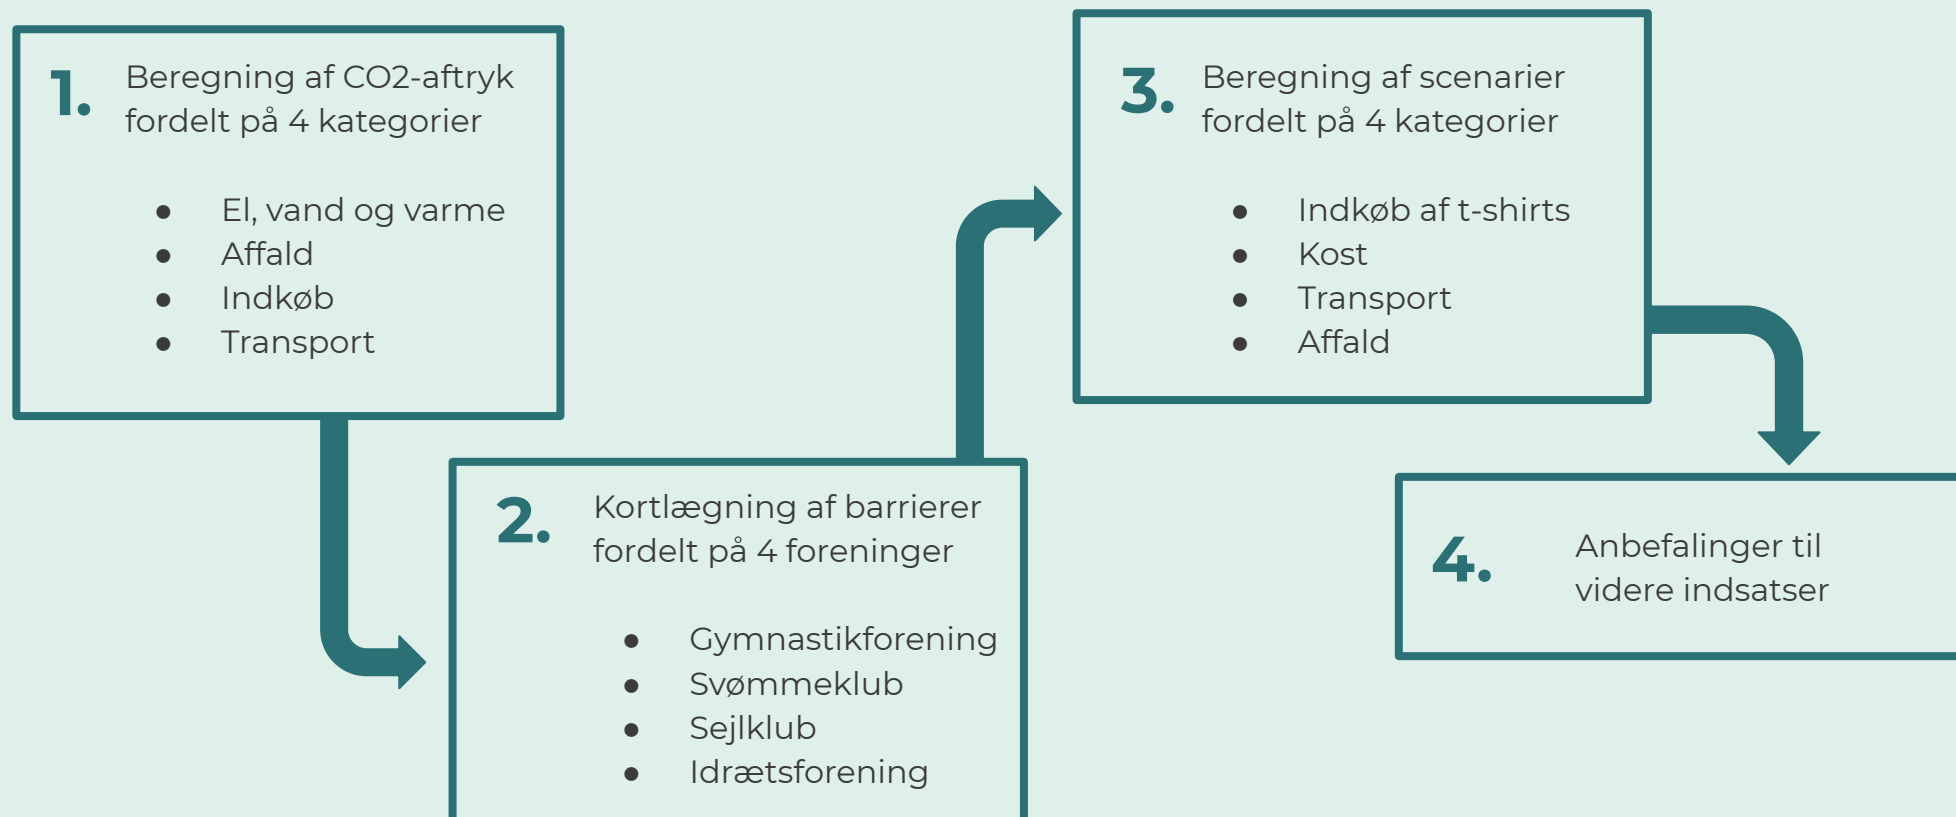 1. Beregning af CO2-aftryk
fordelt på 4 kategorier
● El, vand og varme
● Affald
● Indkøb
● Transport
2. Kortlægning af barrierer
fordelt på 4 foreninger
● Gymnastikforening
● Svømmeklub
● Sejlklub
● Idrætsforening
3. Beregning af scenarier
fordelt på 4 kategorier
● Indkøb af t-shirts
● Kost
● Transport
● Affald
4. Anbefalinger til
videre indsatser